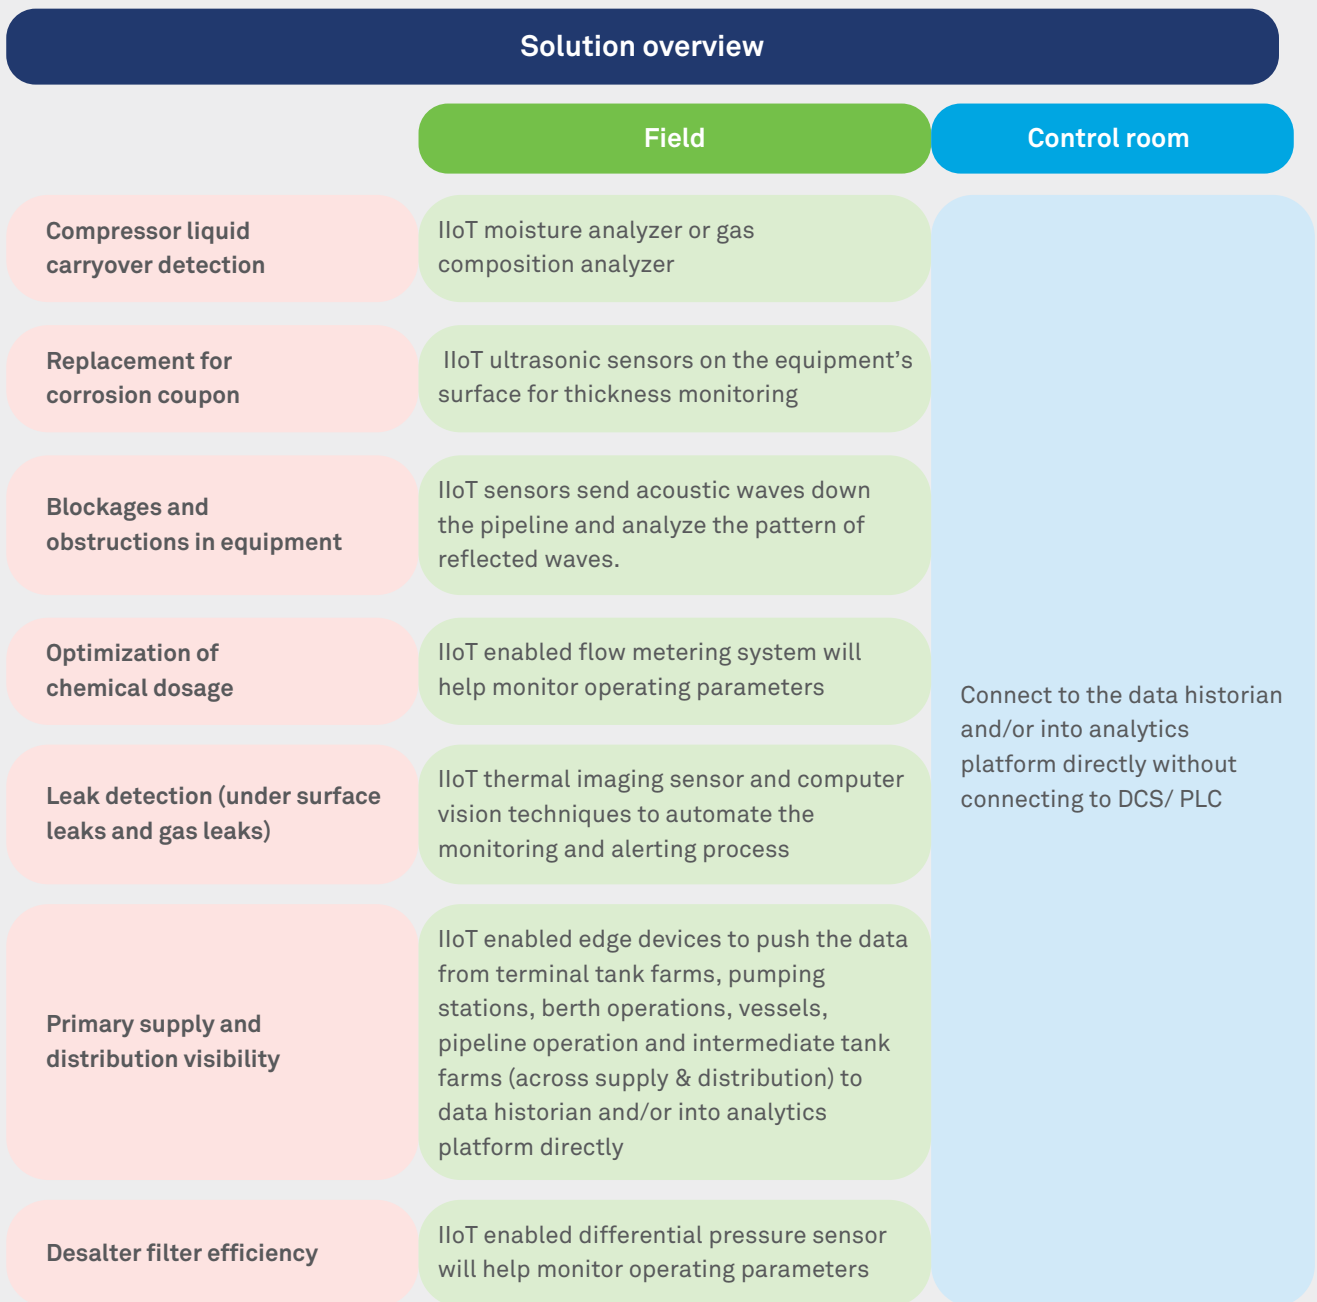 Solution overview
Field
Control room
Compressor liquid
carryover detection
IIoT moisture analyzer or gas
composition analyzer
Replacement for
corrosion coupon
IIoT ultrasonic sensors on the equipment’s
surface for thickness monitoring
Blockages and
obstructions in equipment
IIoT sensors send acoustic waves down
the pipeline and analyze the pattern of
reflected waves.
Optimization of
chemical dosage
IIoT enabled flow metering system will
help monitor operating parameters
Leak detection (under surface
leaks and gas leaks)
IIoT thermal imaging sensor and computer
vision techniques to automate the
monitoring and alerting process
Primary supply and
distribution visibility
IIoT enabled edge devices to push the data
from terminal tank farms, pumping
stations, berth operations, vessels,
pipeline operation and intermediate tank
farms (across supply & distribution) to
data historian and/or into analytics
platform directly
Desalter filter efficiency
IIoT enabled differential pressure sensor
will help monitor operating parameters
Connect to the data historian
and/or into analytics
platform directly without
connecting to DCS/ PLC